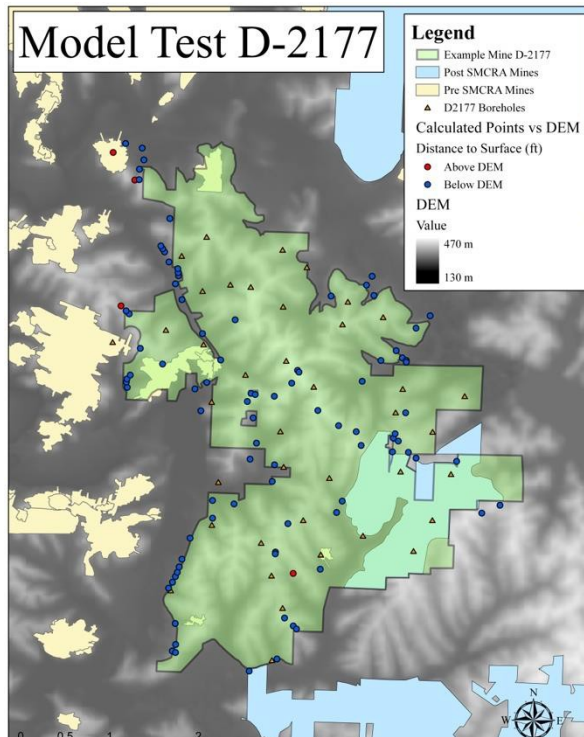 Model Test D-2177
Legend
Example Mine D-2177
Post SMCRA Mines
Pre SMCRA Mines
D2177 Boreholes
Calculated Points vs DEM
Distance to Surface (ft)
Above DEM
Below DEM
DEM
Value
470 m
130 m
N
W E
S
0 0.5 1 2